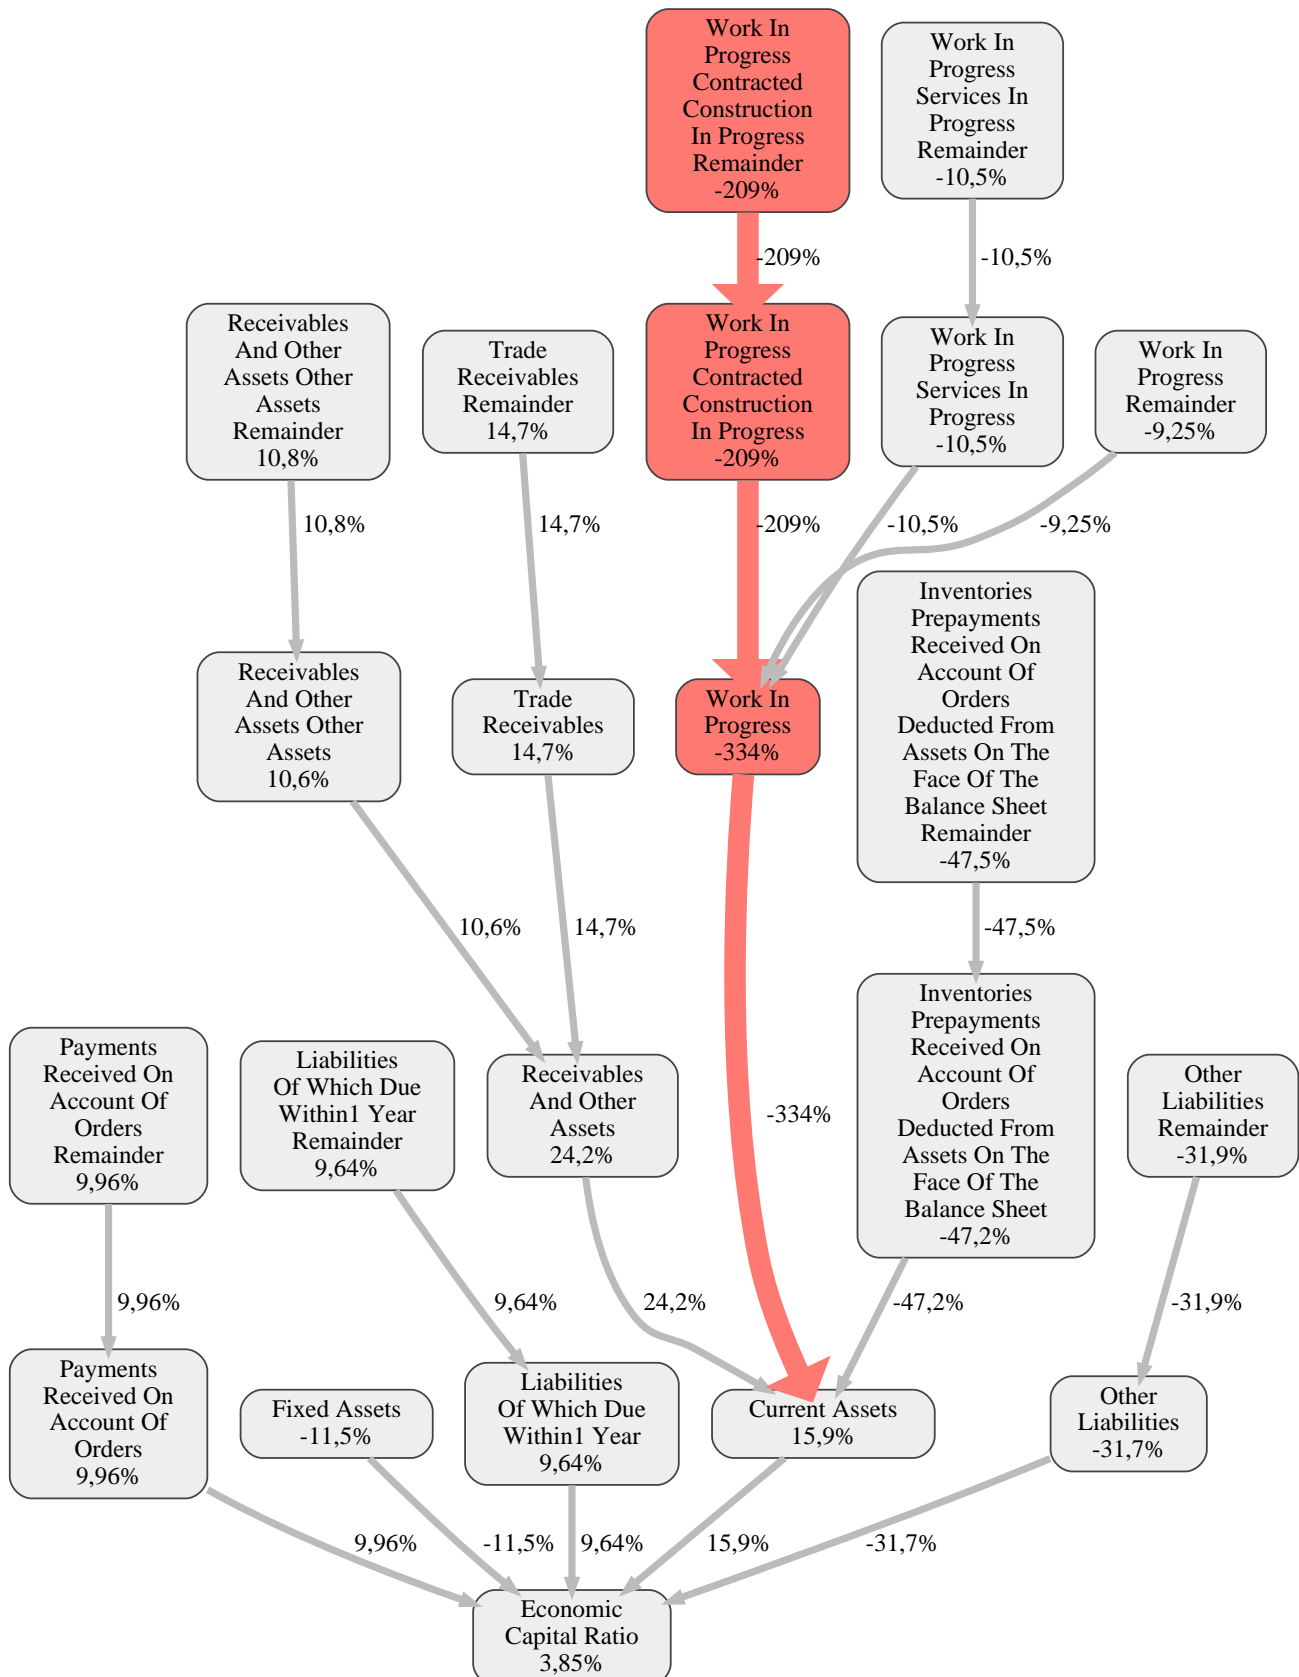 Work In
Progress
Contracted
Construction
In Progress
Remainder
-209%
Work In
Progress
Services In
Progress
Remainder
-10,5%
-209%
-10,5%
Receivables
And Other
Assets Other
Assets
Remainder
10,8%
Trade
Receivables
Remainder
14,7%
Work In
Progress
Contracted
Construction
In Progress
-209%
Work In
Progress
Services In
Progress
-10,5%
Work In
Progress
Remainder
-9,25%
10,8%
14,7%
-209%
-10,5%
-9,25%
Receivables
And Other
Assets Other
Assets
10,6%
Trade
Receivables
14,7%
Work In
Progress
-334%
Inventories
Prepayments
Received On
Account Of
Orders
Deducted From
Assets On The
Face Of The
Balance Sheet
Remainder
-47,5%
10,6%
14,7%
-47,5%
Payments
Received On
Account Of
Orders
Remainder
9,96%
Liabilities
Of Which Due
Within1 Year
Remainder
9,64%
Receivables
And Other
Assets
24,2%
-334%
Inventories
Prepayments
Received On
Account Of
Orders
Deducted From
Assets On The
Face Of The
Balance Sheet
-47,2%
Other
Liabilities
Remainder
-31,9%
9,96%
9,64%
24,2%
-47,2%
-31,9%
Payments
Received On
Account Of
Orders
9,96%
Fixed Assets
-11,5%
Liabilities
Of Which Due
Within1 Year
9,64%
Current Assets
15,9%
Other
Liabilities
-31,7%
9,96%
-11,5%
9,64%
15,9%
-31,7%
Economic
Capital Ratio
3,85%